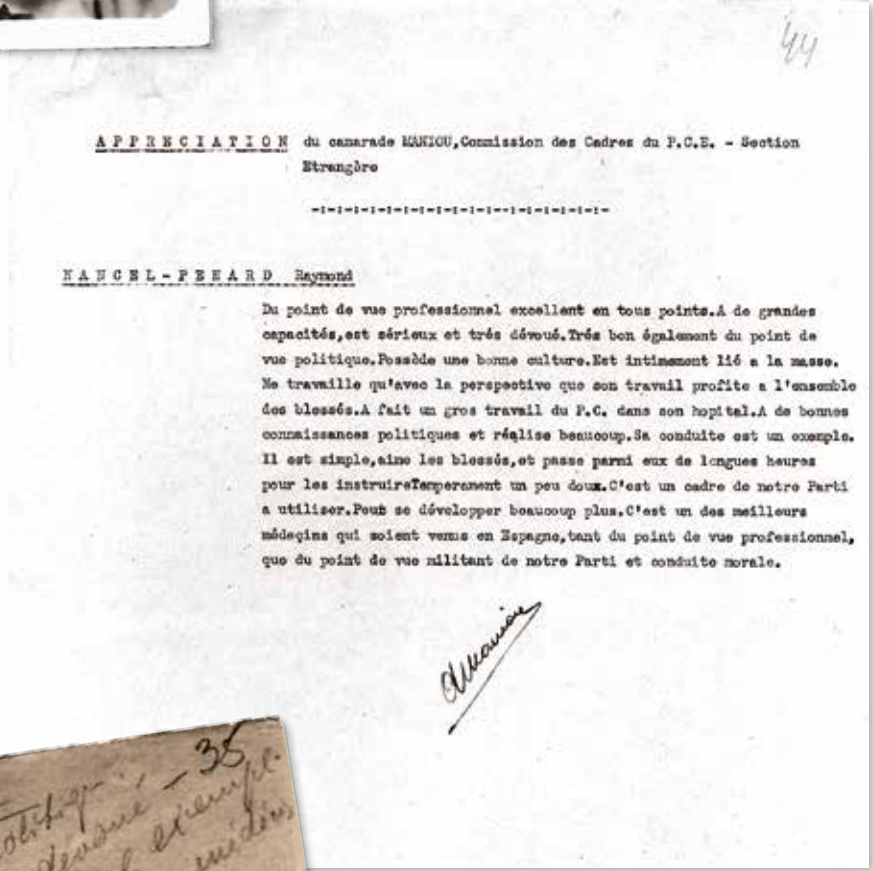 44
APPRECIATION du camarade MANIOU,Commission des Cadres du P.C.E. - Section
Etrangère
-:-:-:-:-:-:-:-:-:-:-:--:-:-:-:-:-:-:-
NANCEL-PENARD Raymond
Du point de vue professionnel excellent en tous points.A de grandes
capacités,est sérieux et trés dévoué.Trés bon également du point de
vue politique.Possède une bonne culture.Est intimement lié a la masse.
Ne travaille qu'avec la perspective que son travail profite a l'ensemble
des blessés.A fait un gros travail du P.C. dans son hopital.A de bonnes
connaissances politiques et réalise beaucoup.Sa conduite est un exemple.
Il est simple,aime les blessés,et passe parmi eux de longues heures
pour les instruireTemperament un peu doux.C'est un cadre de notre Parti
a utiliser.Peut se développer beaucoup plus.C'est un des meilleurs
médeçins qui soient venus en Espagne,tant du point de vue professionnel,
que du point de vue militant de notre Parti et conduite morale.
35
devoué -
exempl
médecins